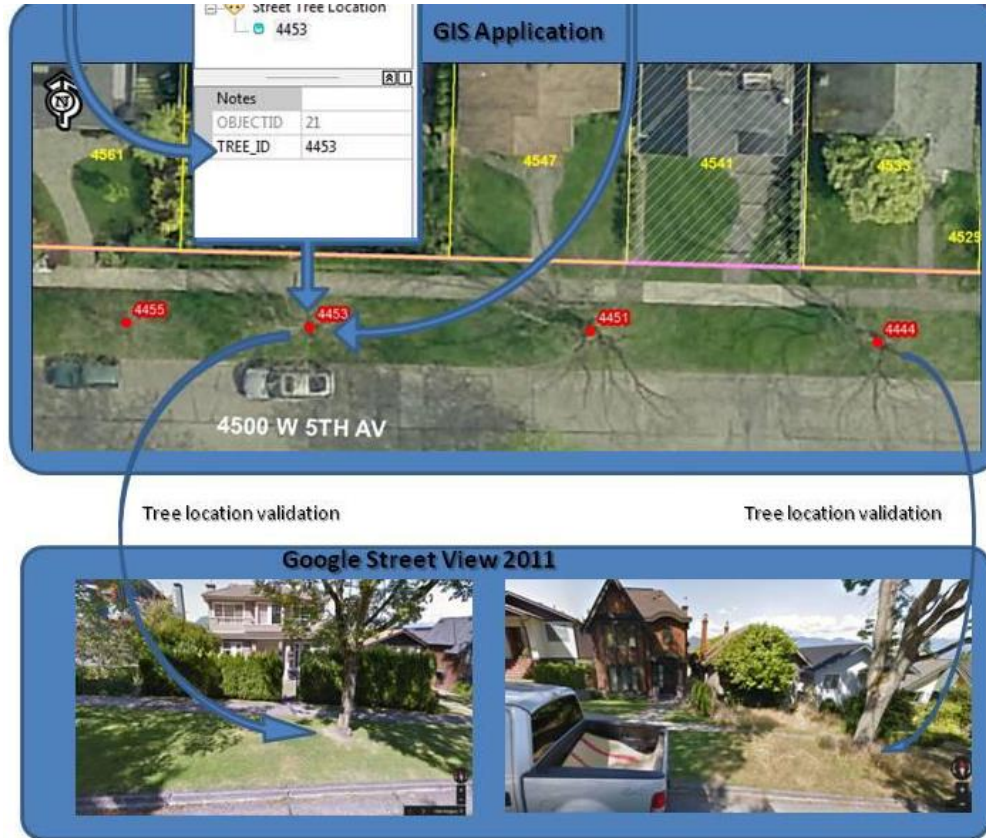 Street Tree Location
4453
GIS Application
Notes
OBJECTID 21
TREE_ID 4453
N
4561
4547
4541
4535
4529
4455
4453
4451
4444
4500 W 5TH AV
Tree location validation
Tree location validation
Google Street View 2011